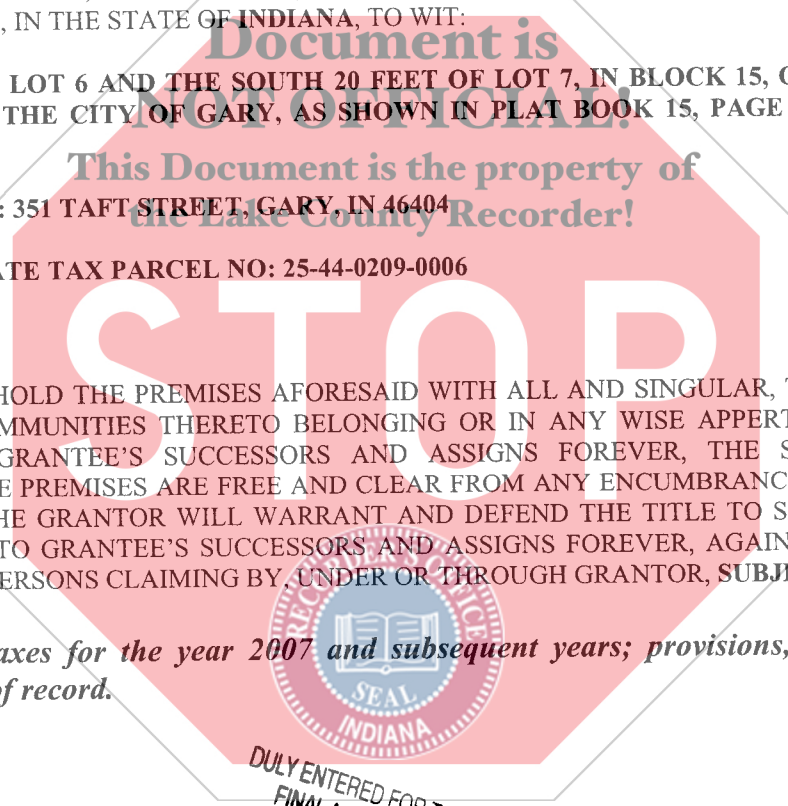 , IN THE STATE OF INDIANA, TO WIT:
Document is
LOT 6 AND THE SOUTH 20 FEET OF LOT 7, IN BLOCK 15,
NOT OFFICIAL!
THE CITY OF GARY, AS SHOWN IN PLAT BOOK 15, PAGE
This Document is the property of
: 351 TAFT STREET, GARY, IN 46404
the Lake County Recorder!
ATE TAX PARCEL NO: 25-44-0209-0006
STOP
HOLD THE PREMISES AFORESAID WITH ALL AND SINGULAR,
MMUNITIES THERETO BELONGING OR IN ANY WISE APPERT
GRANTEE'S SUCCESSORS AND ASSIGNS FOREVER, THE S
E PREMISES ARE FREE AND CLEAR FROM ANY ENCUMBRANC
HE GRANTOR WILL WARRANT AND DEFEND THE TITLE TO S
TO GRANTEE'S SUCCESSORS AND ASSIGNS FOREVER, AGAIN
ERSONS CLAIMING BY, UNDER OR THROUGH GRANTOR, SUBJE
RECORDER'S OFFICE
axes for the year 2007 and subsequent years; provisions,
of record.
SEAL
INDIANA
DULY ENTERED FOR T
FINAL